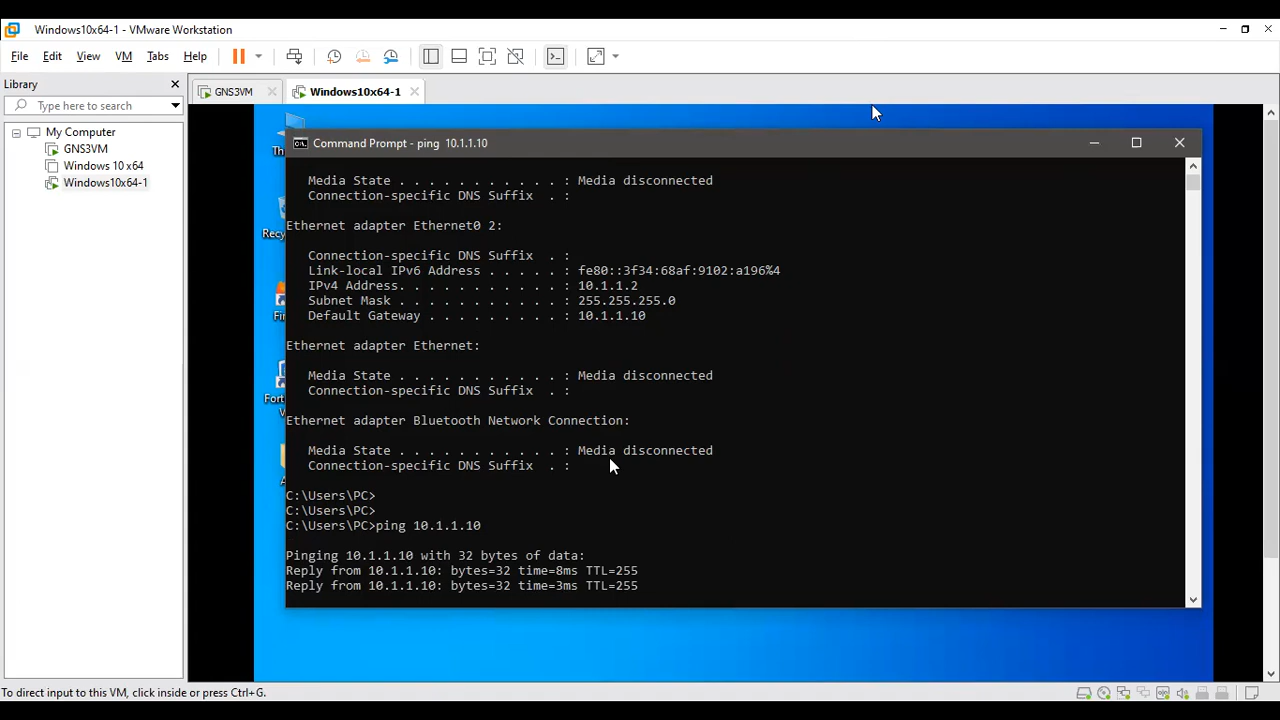 Windows10x64-1 - VMware Workstation
File Edit View VM Tabs Help
Library
Type here to search
My Computer
GNS3VM
Windows 10 x64
Windows10x64-1
GNS3VM
Windows10x64-1
Th
Recy
Fir
Fort
V
A
Command Prompt - ping 10.1.1.10
Media State . . . . . . . . . . . : Media disconnected
Connection-specific DNS Suffix . :
Ethernet adapter Ethernet0 2:
Connection-specific DNS Suffix . :
Link-local IPv6 Address . . . . . : fe80::3f34:68af:9102:a196%4
IPv4 Address. . . . . . . . . . . : 10.1.1.2
Subnet Mask . . . . . . . . . . . : 255.255.255.0
Default Gateway . . . . . . . . . : 10.1.1.10
Ethernet adapter Ethernet:
Media State . . . . . . . . . . . : Media disconnected
Connection-specific DNS Suffix . :
Ethernet adapter Bluetooth Network Connection:
Media State . . . . . . . . . . . : Media disconnected
Connection-specific DNS Suffix . :
C:\Users\PC>
C:\Users\PC>
C:\Users\PC>ping 10.1.1.10
Pinging 10.1.1.10 with 32 bytes of data:
Reply from 10.1.1.10: bytes=32 time=8ms TTL=255
Reply from 10.1.1.10: bytes=32 time=3ms TTL=255
To direct input to this VM, click inside or press Ctrl+G.